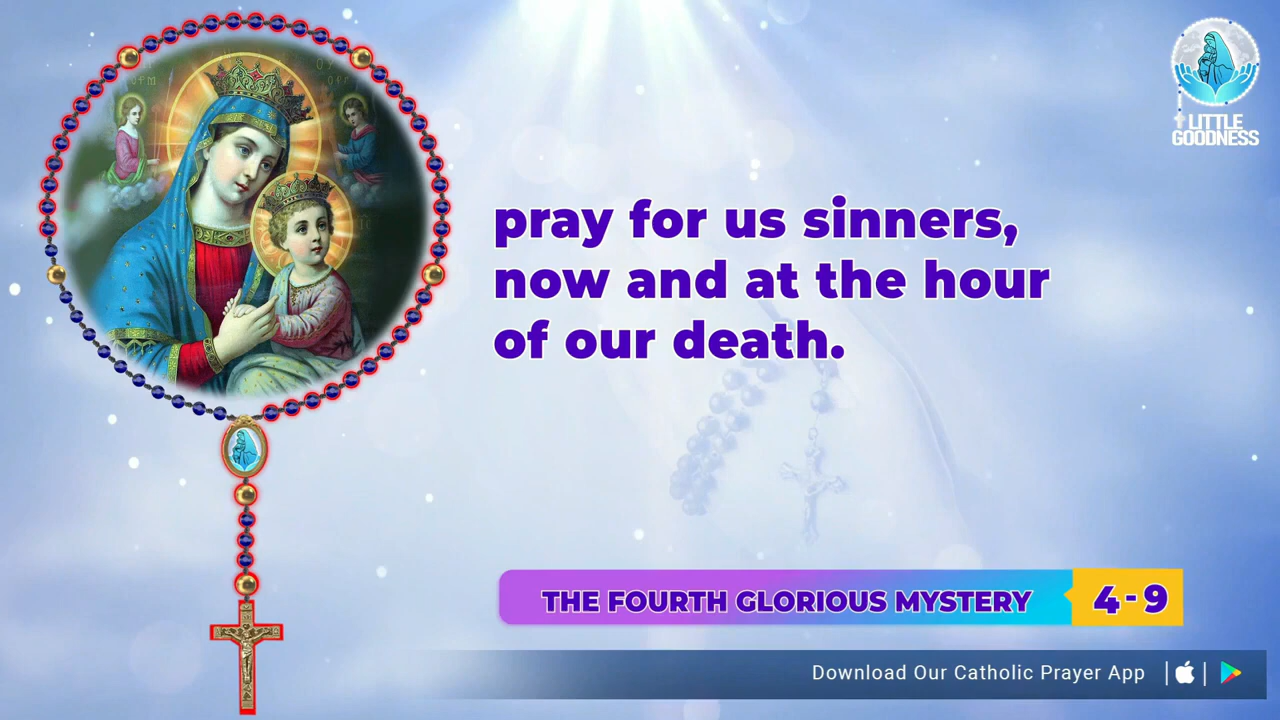 LITTLE
GOODNESS
pray for us sinners,
now and at the hour
of our death.
THE FOURTH GLORIOUS MYSTERY
4-9
Download Our Catholic Prayer App